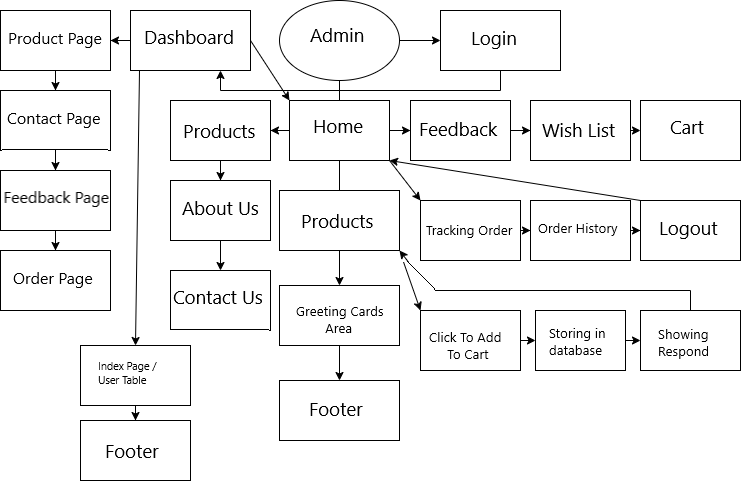 Product Page
Dashboard
Admin
Login
Contact Page
Products
Home
Feedback
Wish List
Cart
Feedback Page
About Us
Products
Tracking Order
Order History
Logout
Order Page
Contact Us
Greeting Cards
Area
Click To Add
To Cart
Storing in
database
Showing
Respond
Index Page /
User Table
Footer
Footer